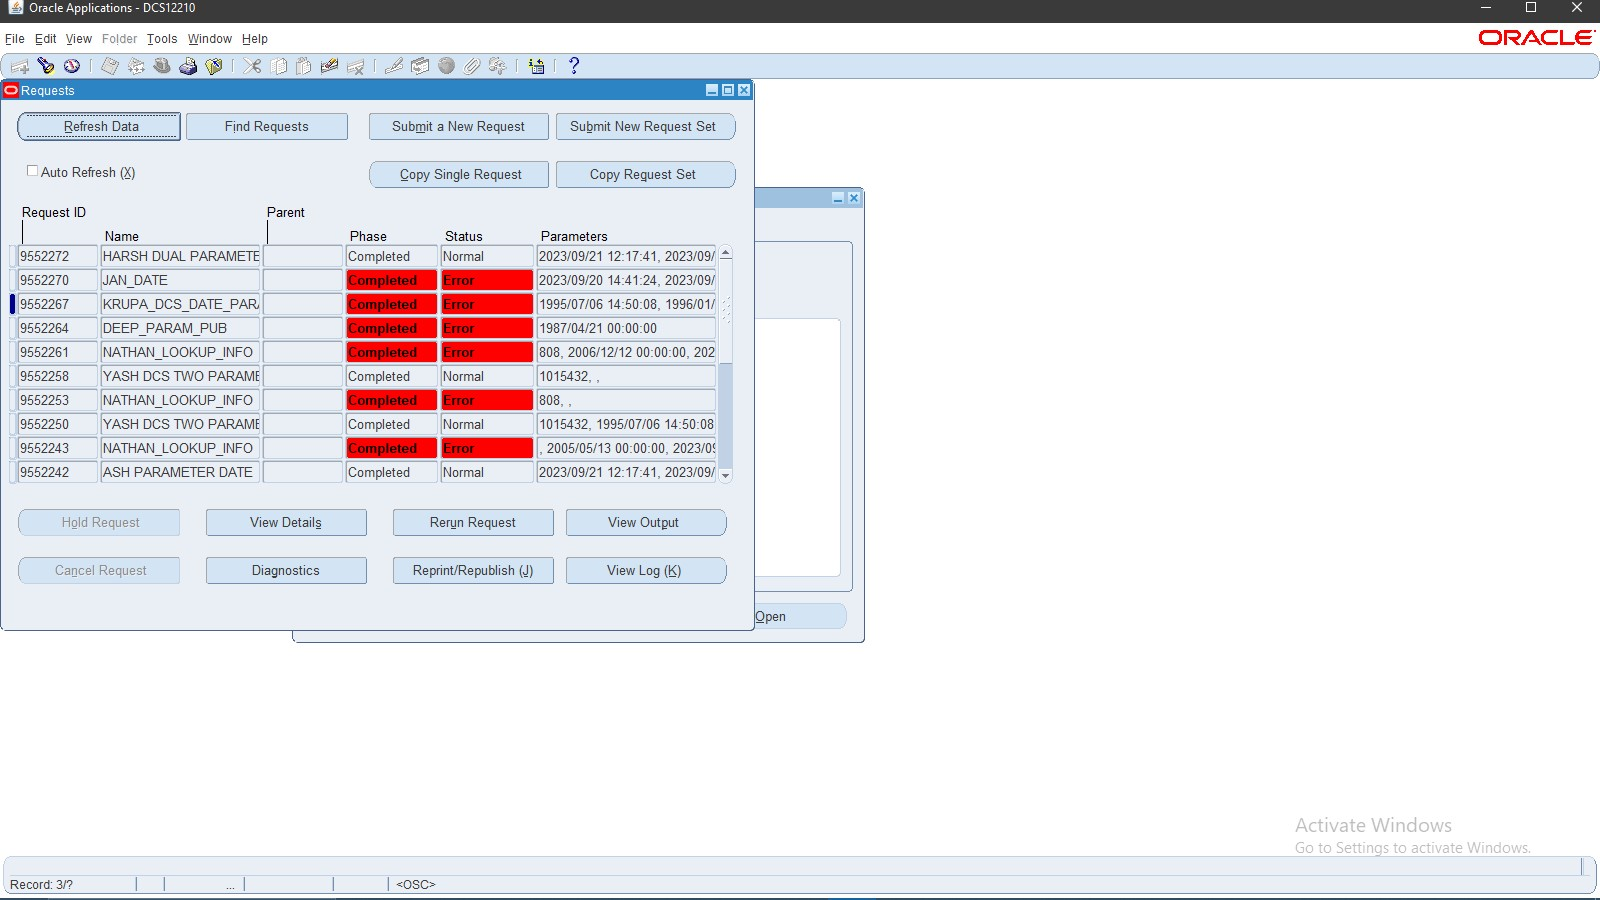 Oracle Applications - DCS12210
File Edit View Folder Tools Window Help
ORACLE
Requests
Refresh Data Find Requests Submit a New Request Submit New Request Set
Auto Refresh (X) Copy Single Request Copy Request Set
Request ID Parent
Name Phase Status Parameters
9552272 HARSH DUAL PARAMETE Completed Normal 2023/09/21 12:17:41, 2023/09/
9552270 JAN_DATE Completed Error 2023/09/20 14:41:24, 2023/09/
9552267 KRUPA_DCS_DATE_PAR Completed Error 1995/07/06 14:50:08, 1996/01/
9552264 DEEP_PARAM_PUB Completed Error 1987/04/21 00:00:00
9552261 NATHAN_LOOKUP_INFO Completed Error 808, 2006/12/12 00:00:00, 202
9552258 YASH DCS TWO PARAME Completed Normal 1015432, ,
9552253 NATHAN_LOOKUP_INFO Completed Error 808, ,
9552250 YASH DCS TWO PARAME Completed Normal 1015432, 1995/07/06 14:50:08
9552243 NATHAN_LOOKUP_INFO Completed Error , 2005/05/13 00:00:00, 2023/09
9552242 ASH PARAMETER DATE Completed Normal 2023/09/21 12:17:41, 2023/09/
Hold Request View Details Rerun Request View Output
Cancel Request Diagnostics Reprint/Republish (J) View Log (K)
Open
Activate Windows
Go to Settings to activate Windows.
Record: 3/? ... <OSC>